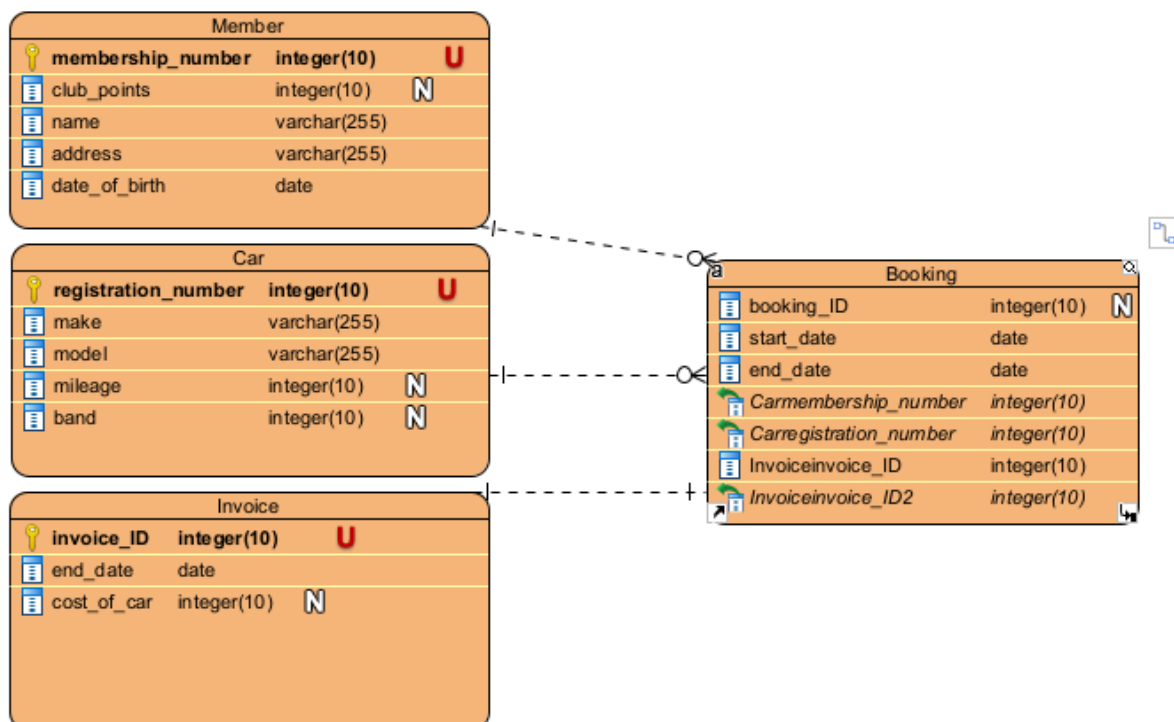 Member
membership_number integer(10) U
club_points integer(10) N
name varchar(255)
address varchar(255)
date_of_birth date
Car
registration_number integer(10) U
make varchar(255)
model varchar(255)
mileage integer(10) N
band integer(10) N
Invoice
invoice_ID integer(10) U
end_date date
cost_of_car integer(10) N
a
Booking
booking_ID integer(10) N
start_date date
end_date date
Carmembership_number integer(10)
Carregistration_number integer(10)
Invoiceinvoice_ID integer(10)
Invoiceinvoice_ID2 integer(10)